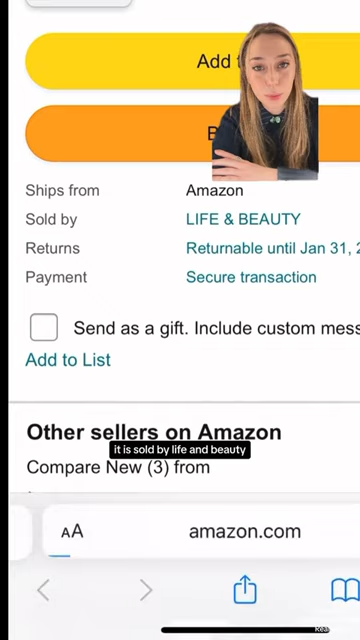 Add t
B
Ships from Amazon
Sold by LIFE & BEAUTY
Returns Returnable until Jan 31, 2
Payment Secure transaction
Send as a gift. Include custom mess
Add to List
Other sellers on Amazon
it is sold by life and beauty
Compare New (3) from
AA amazon.com